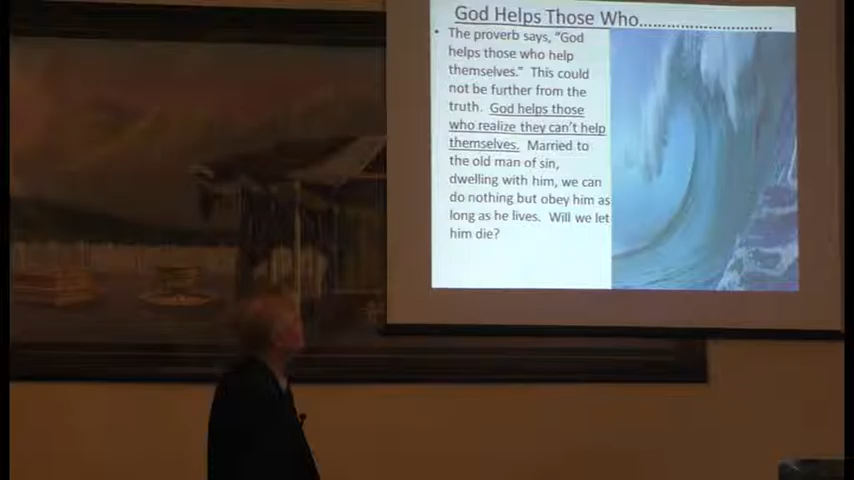 God Helps Those Who..............................
• The proverb says, “God
helps those who help
themselves.” This could
not be further from the
truth. God helps those
who realize they can’t help
themselves. Married to
the old man of sin,
dwelling with him, we can
do nothing but obey him as
long as he lives. Will we let
him die?